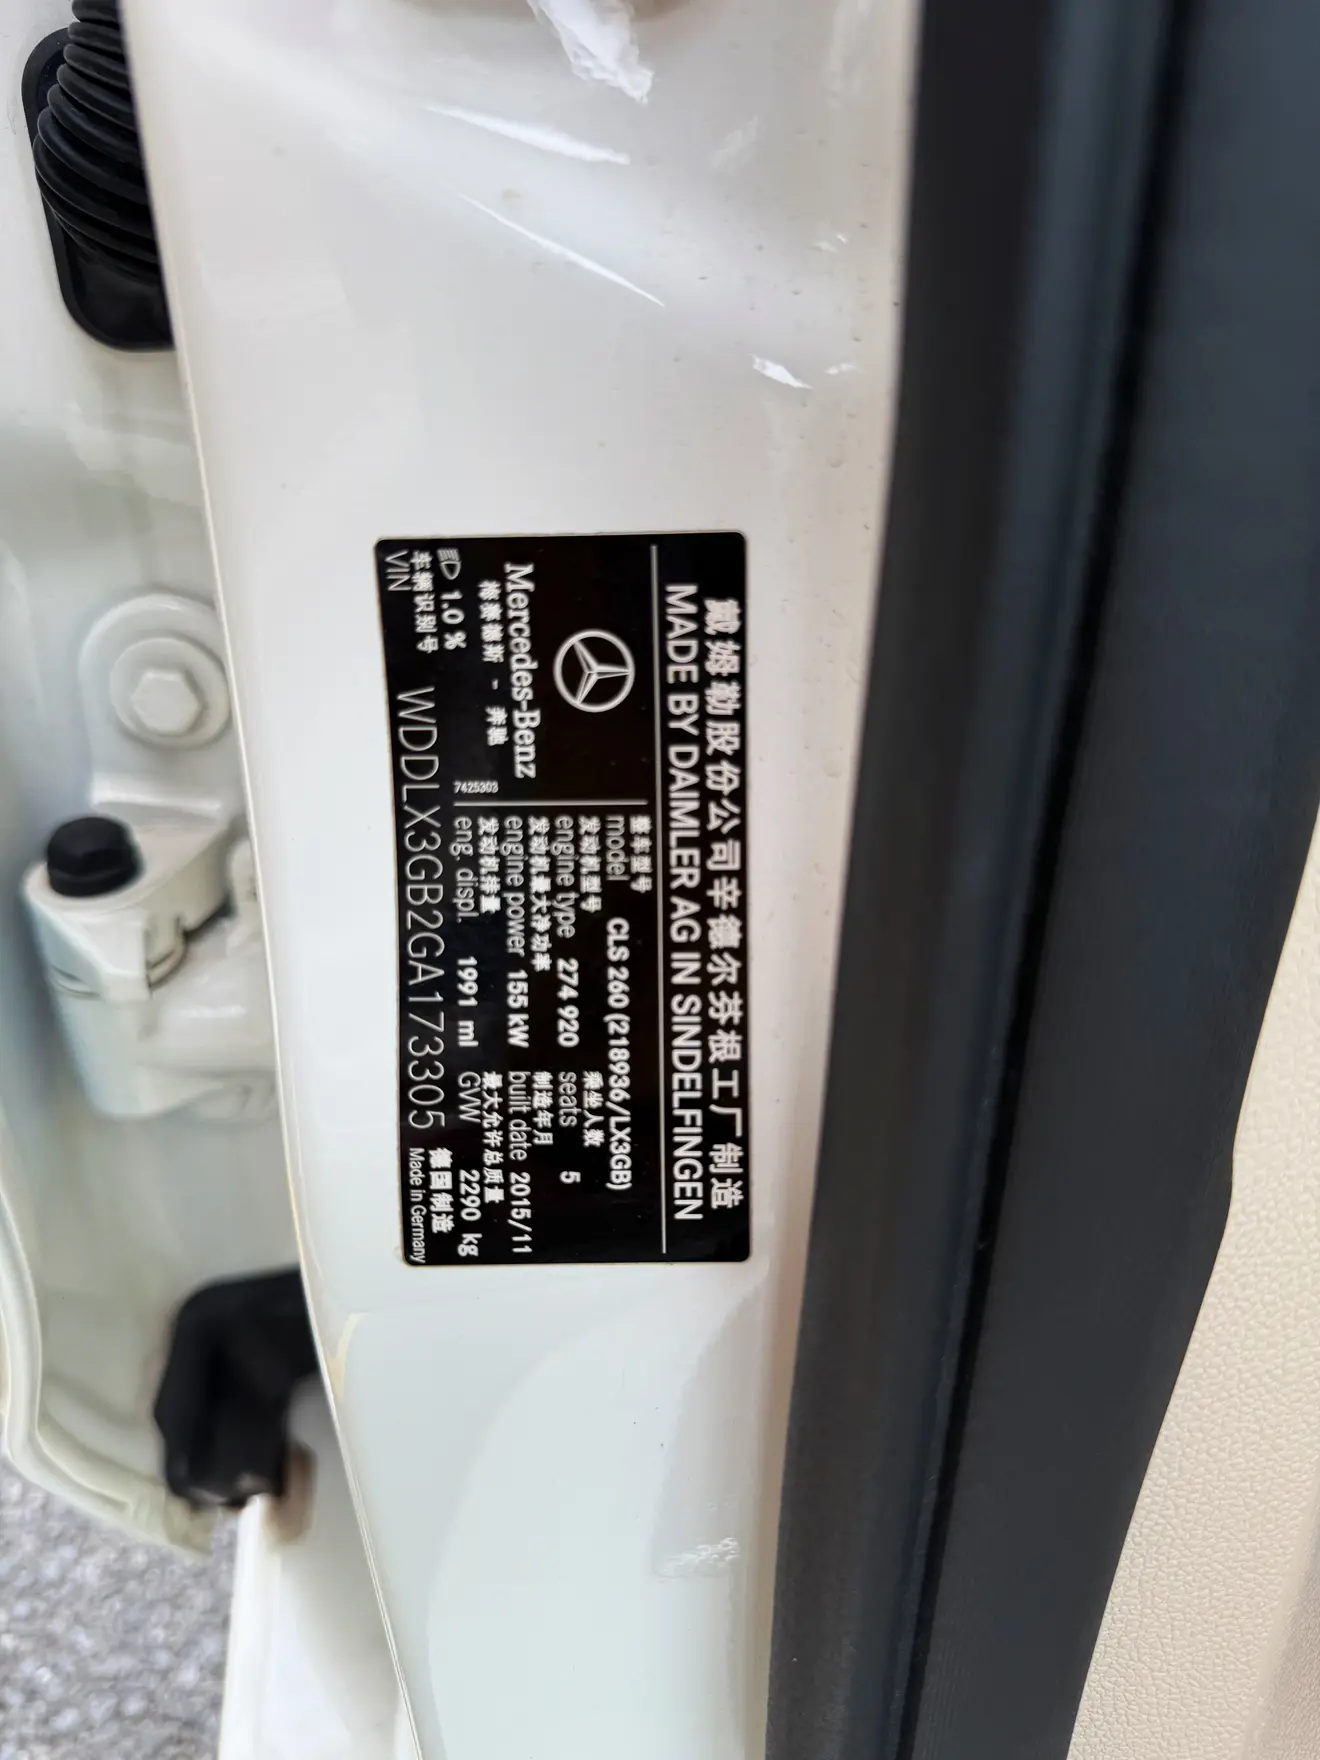 戴姆勒股份公司辛德尔芬根工厂制造
MADE BY DAIMLER AG IN SINDELFINGEN
Mercedes-Benz
梅赛德斯 - 奔驰
7425303
1.0 %
整车型号
model CLS 260 (218936/LX3GB)
发动机型号 乘坐人数
engine type 274 920 seats 5
发动机最大净功率 制造年月
engine power 155 kW built date 2015/11
发动机排量 最大允许总质量
eng. displ. 1991 ml GVW 2290 kg
车辆识别号 德国制造
VIN WDDLX3GB2GA173305 Made in Germany